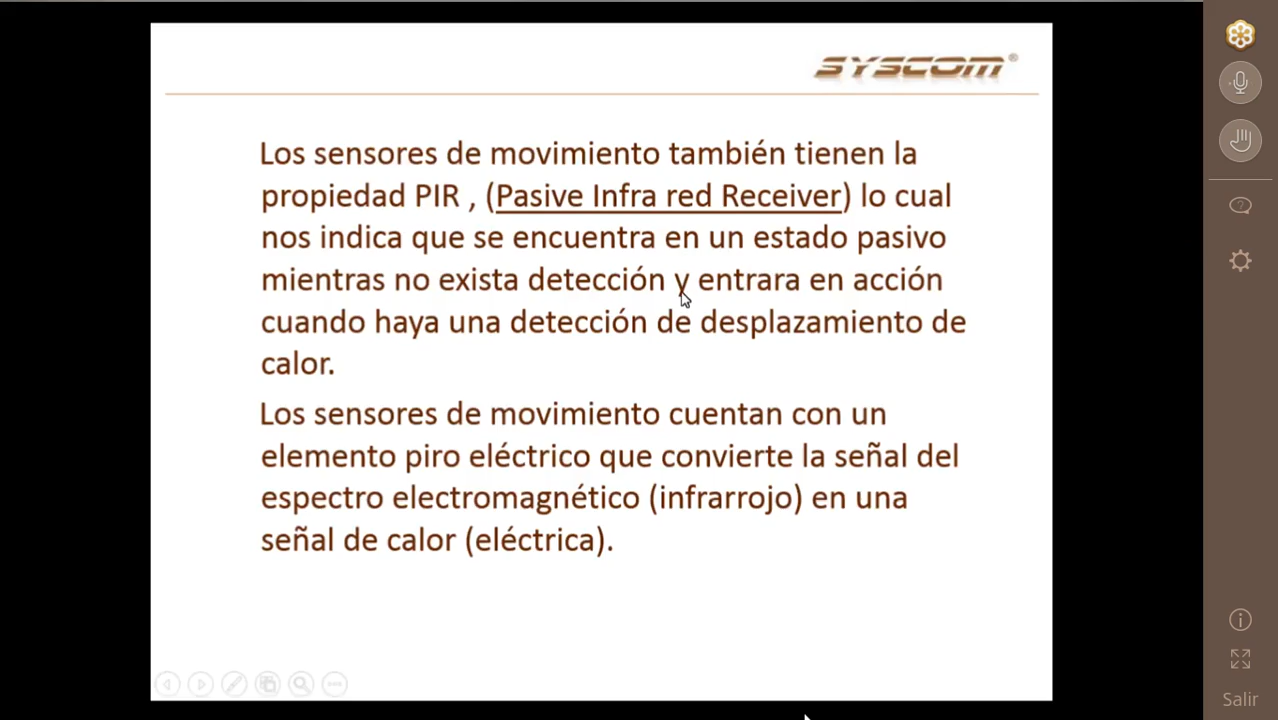 SYSCOM®
Los sensores de movimiento también tienen la
propiedad PIR , (Pasive Infra red Receiver) lo cual
nos indica que se encuentra en un estado pasivo
mientras no exista detección y entrara en acción
cuando haya una detección de desplazamiento de
calor.
Los sensores de movimiento cuentan con un
elemento piro eléctrico que convierte la señal del
espectro electromagnético (infrarrojo) en una
señal de calor (eléctrica).
Salir